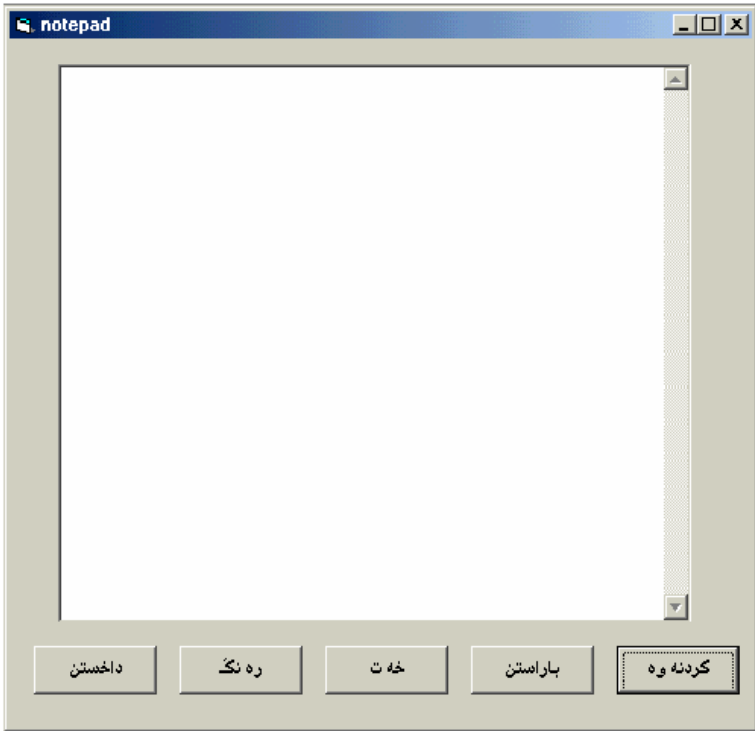 notepad
کردنه وه
باراستن
خه ت
ره نگ
داخستن